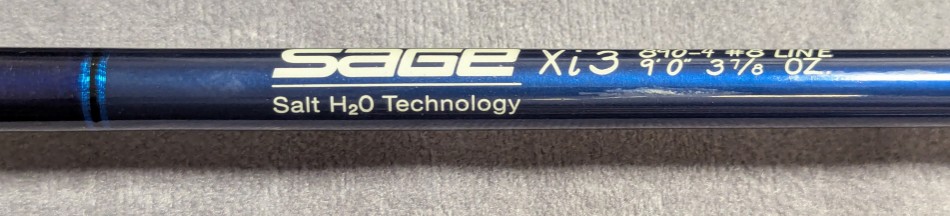 SAGE Xi3 890-4 #8 LINE
9'0" 3 7/8 OZ.
Salt H₂O Technology